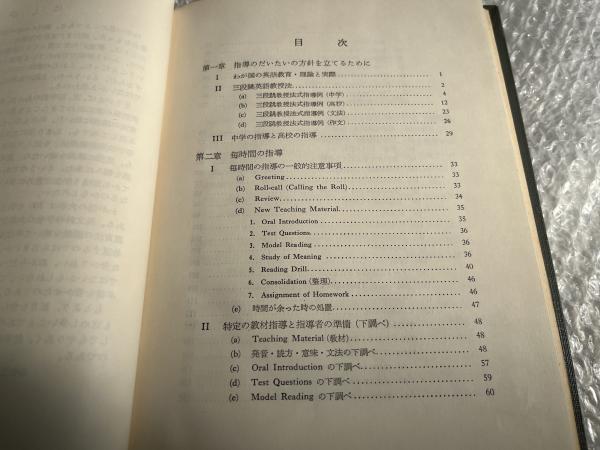 目 次
第一章 指導のだいたいの方針を立てるために
I わが国の英語教育・理論と実際 1
II 三段跳英語教授法 2
(a) 三段跳教授法式指導例 (中学) 4
(b) 三段跳教授法式指導例 (高校) 12
(c) 三段跳教授法式指導例 (文法) 23
(d) 三段跳教授法式指導例 (作文) 26
III 中学の指導と高校の指導 29
第二章 毎時間の指導
I 毎時間の指導の一般的注意事項 33
(a) Greeting 33
(b) Roll-call (Calling the Roll) 33
(c) Review 34
(d) New Teaching Material 35
1. Oral Introduction 35
2. Test Questions 36
3. Model Reading 36
4. Study of Meaning 36
5. Reading Drill 40
6. Consolidation (整理) 46
7. Assignment of Homework 46
(e) 時間が余った時の処置 47
II 特定の教材指導と指導者の準備 (下調べ) 48
(a) Teaching Material (教材) 48
(b) 発音・読方・意味・文法の下調べ 48
(c) Oral Introduction の下調べ 57
(d) Test Questions の下調べ 59
(e) Model Reading の下調べ 60